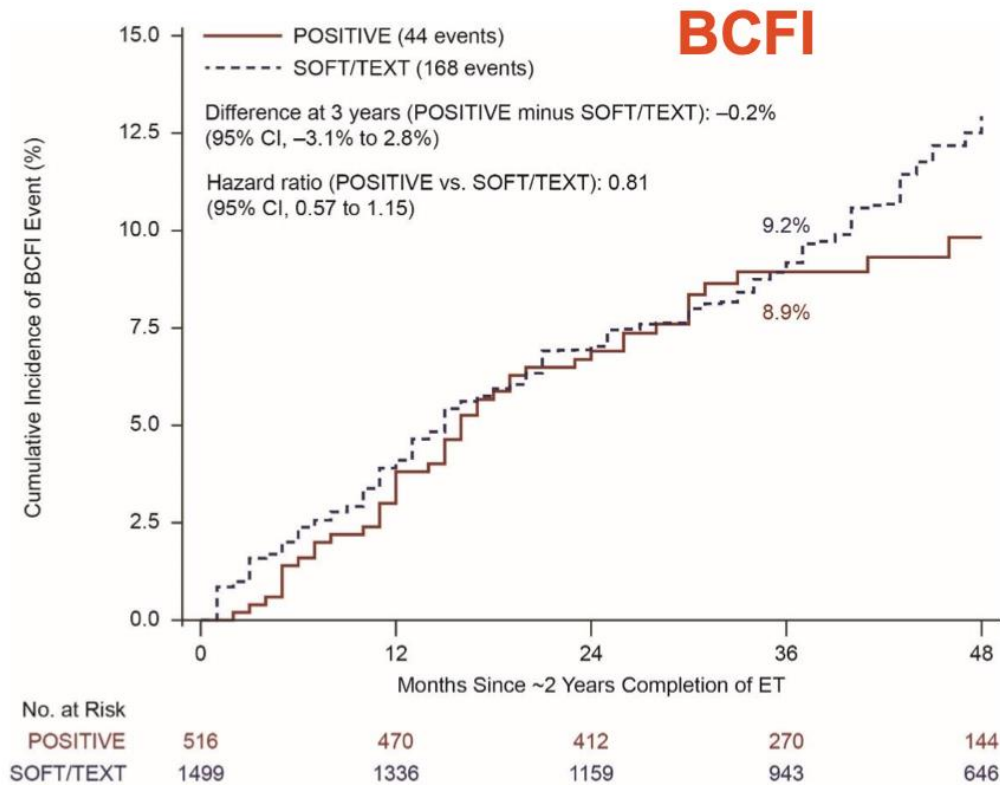 BCFI
POSITIVE (44 events)
SOFT/TEXT (168 events)
Difference at 3 years (POSITIVE minus SOFT/TEXT): –0.2%
(95% CI, –3.1% to 2.8%)
Hazard ratio (POSITIVE vs. SOFT/TEXT): 0.81
(95% CI, 0.57 to 1.15)
Cumulative Incidence of BCFI Event (%)
15.0
12.5
10.0
7.5
5.0
2.5
0.0
9.2%
8.9%
0 12 24 36 48
Months Since ~2 Years Completion of ET
No. at Risk
POSITIVE 516 470 412 270 144
SOFT/TEXT 1499 1336 1159 943 646